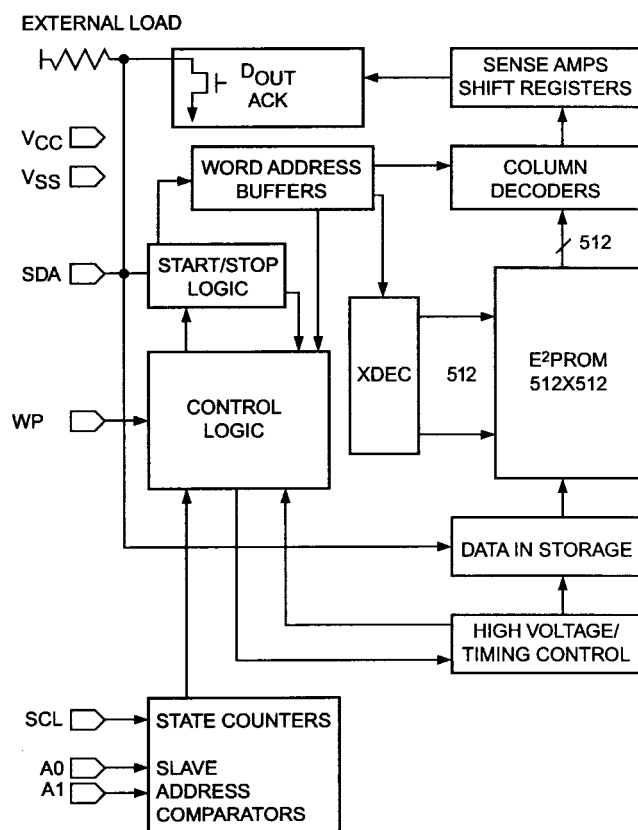 EXTERNAL LOAD
DOUT
ACK
SENSE AMPS
SHIFT REGISTERS
VCC
VSS
WORD ADDRESS
BUFFERS
COLUMN
DECODERS
512
SDA
START/STOP
LOGIC
XDEC
512
E²PROM
512X512
WP
CONTROL
LOGIC
DATA IN STORAGE
HIGH VOLTAGE/
TIMING CONTROL
SCL
STATE COUNTERS
A0
SLAVE
A1
ADDRESS
COMPARATORS